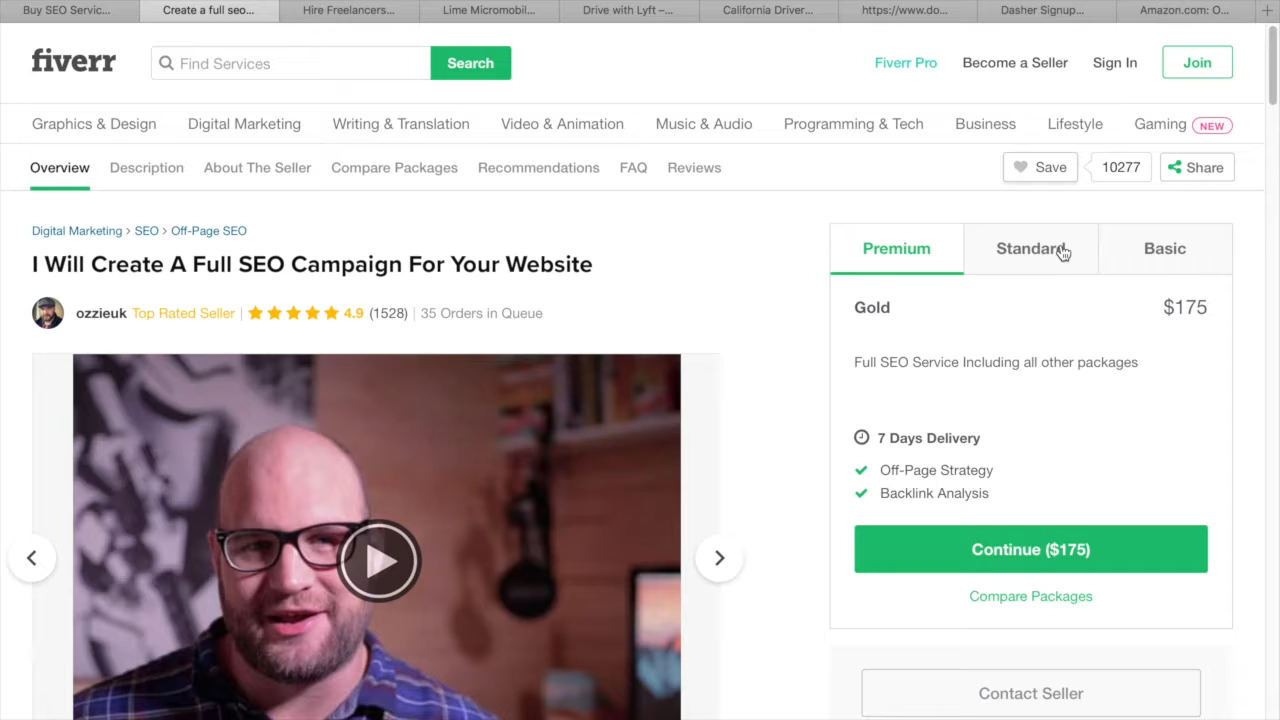 Buy SEO Servic...
Create a full seo...
Hire Freelancers...
Lime Micromobil...
Drive with Lyft –...
California Driver...
https://www.do...
Dasher Signup...
Amazon.com: O...
fiverr
Find Services
Search
Fiverr Pro
Become a Seller
Sign In
Join
Graphics & Design
Digital Marketing
Writing & Translation
Video & Animation
Music & Audio
Programming & Tech
Business
Lifestyle
Gaming NEW
Overview
Description
About The Seller
Compare Packages
Recommendations
FAQ
Reviews
Save
10277
Share
Digital Marketing > SEO > Off-Page SEO
I Will Create A Full SEO Campaign For Your Website
ozzieuk Top Rated Seller | 4.9 (1528) | 35 Orders in Queue
Premium
Standard
Basic
Gold $175
Full SEO Service Including all other packages
7 Days Delivery
Off-Page Strategy
Backlink Analysis
Continue ($175)
Compare Packages
Contact Seller